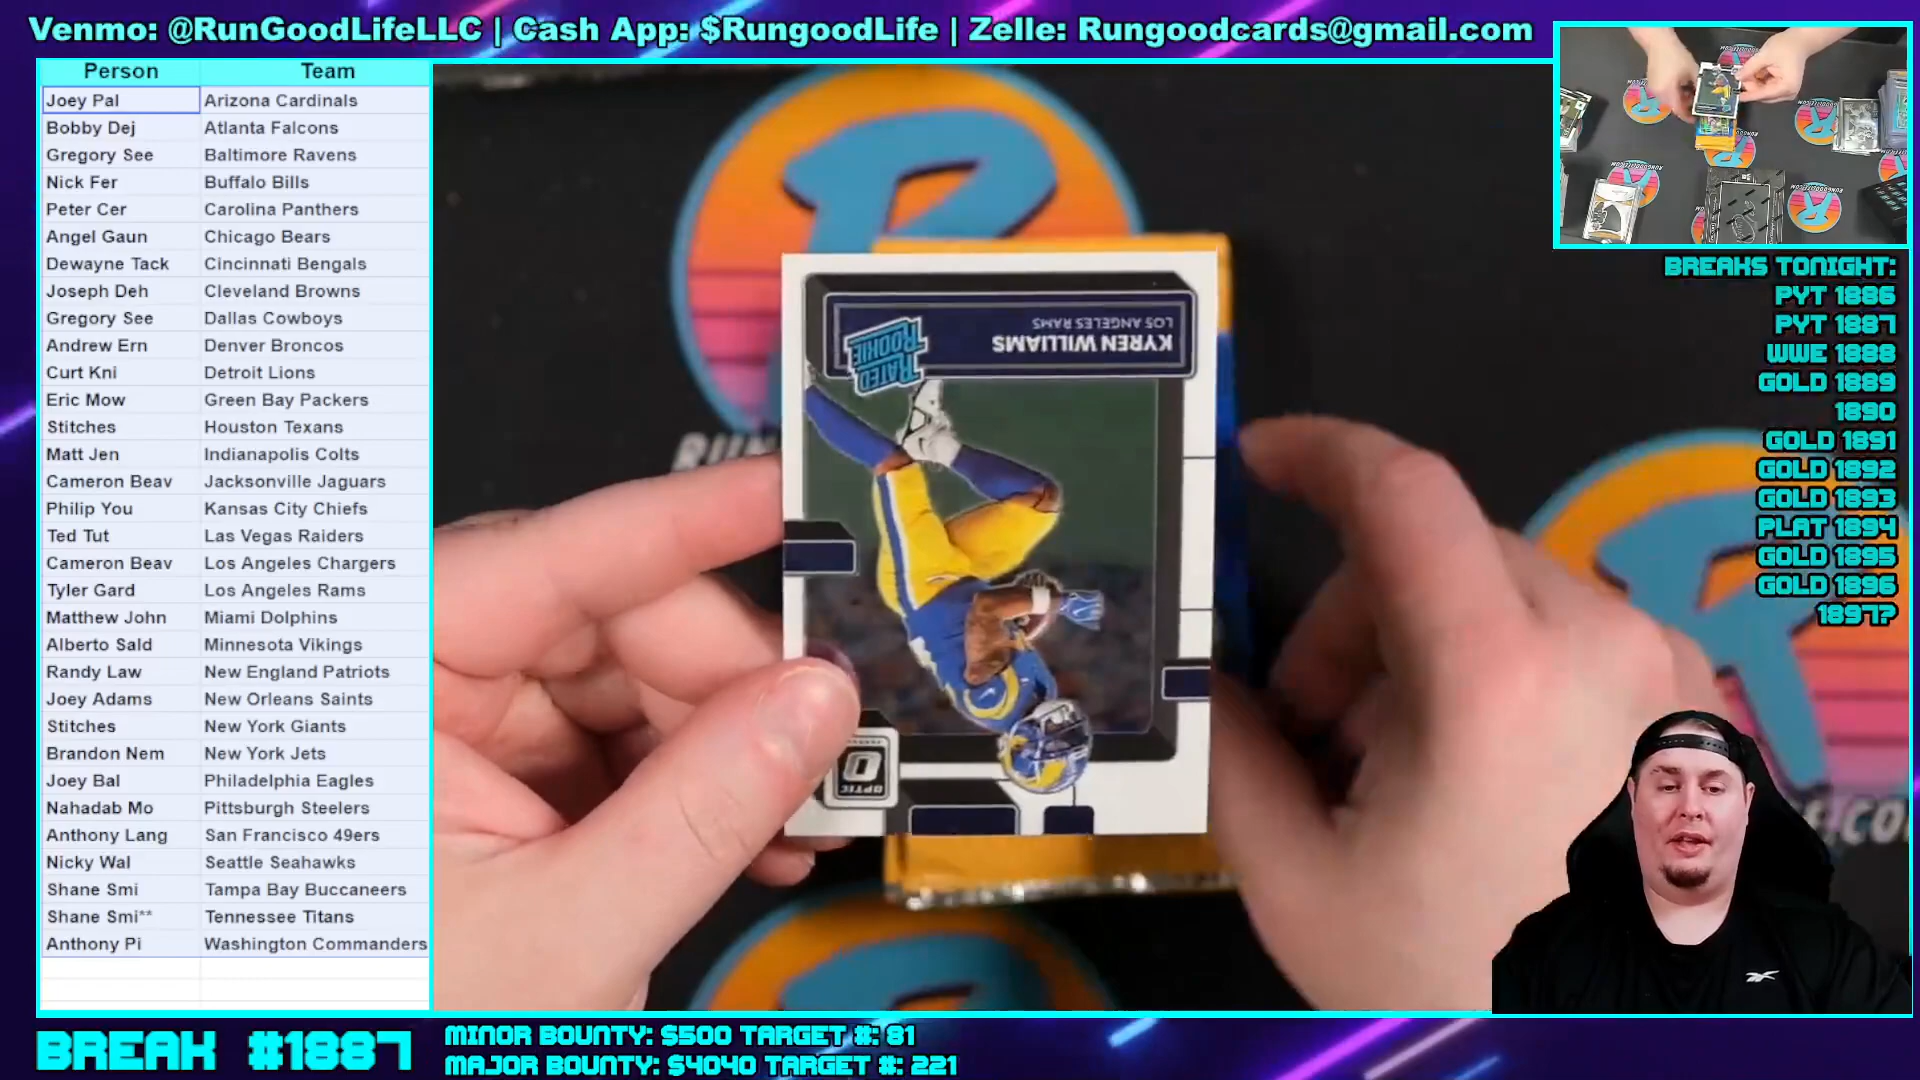 Venmo: @RunGoodLifeLLC | Cash App: $RungoodLife | Zelle: Rungoodcards@gmail.com
Person Team
Joey Pal Arizona Cardinals
Bobby Dej Atlanta Falcons
Gregory See Baltimore Ravens
Nick Fer Buffalo Bills
Peter Cer Carolina Panthers
Angel Gaun Chicago Bears
Dewayne Tack Cincinnati Bengals
Joseph Deh Cleveland Browns
Gregory See Dallas Cowboys
Andrew Ern Denver Broncos
Curt Kni Detroit Lions
Eric Mow Green Bay Packers
Stitches Houston Texans
Matt Jen Indianapolis Colts
Cameron Beav Jacksonville Jaguars
Philip You Kansas City Chiefs
Ted Tut Las Vegas Raiders
Cameron Beav Los Angeles Chargers
Tyler Gard Los Angeles Rams
Matthew John Miami Dolphins
Alberto Sald Minnesota Vikings
Randy Law New England Patriots
Joey Adams New Orleans Saints
Stitches New York Giants
Brandon Nem New York Jets
Joey Bal Philadelphia Eagles
Nahadab Mo Pittsburgh Steelers
Anthony Lang San Francisco 49ers
Nicky Wal Seattle Seahawks
Shane Smi Tampa Bay Buccaneers
Shane Smi** Tennessee Titans
Anthony Pi Washington Commanders
KYREN WILLIAMS
LOS ANGELES RAMS
RATED
ROOKIE
OPTIC
BREAKS TONIGHT:
PYT 1886
PYT 1887
WWE 1888
GOLD 1889
1890
GOLD 1891
GOLD 1892
GOLD 1893
PLAT 1894
GOLD 1895
GOLD 1896
1897?
BREAK #1887
MINOR BOUNTY: $500 TARGET #: 81
MAJOR BOUNTY: $4040 TARGET #: 221